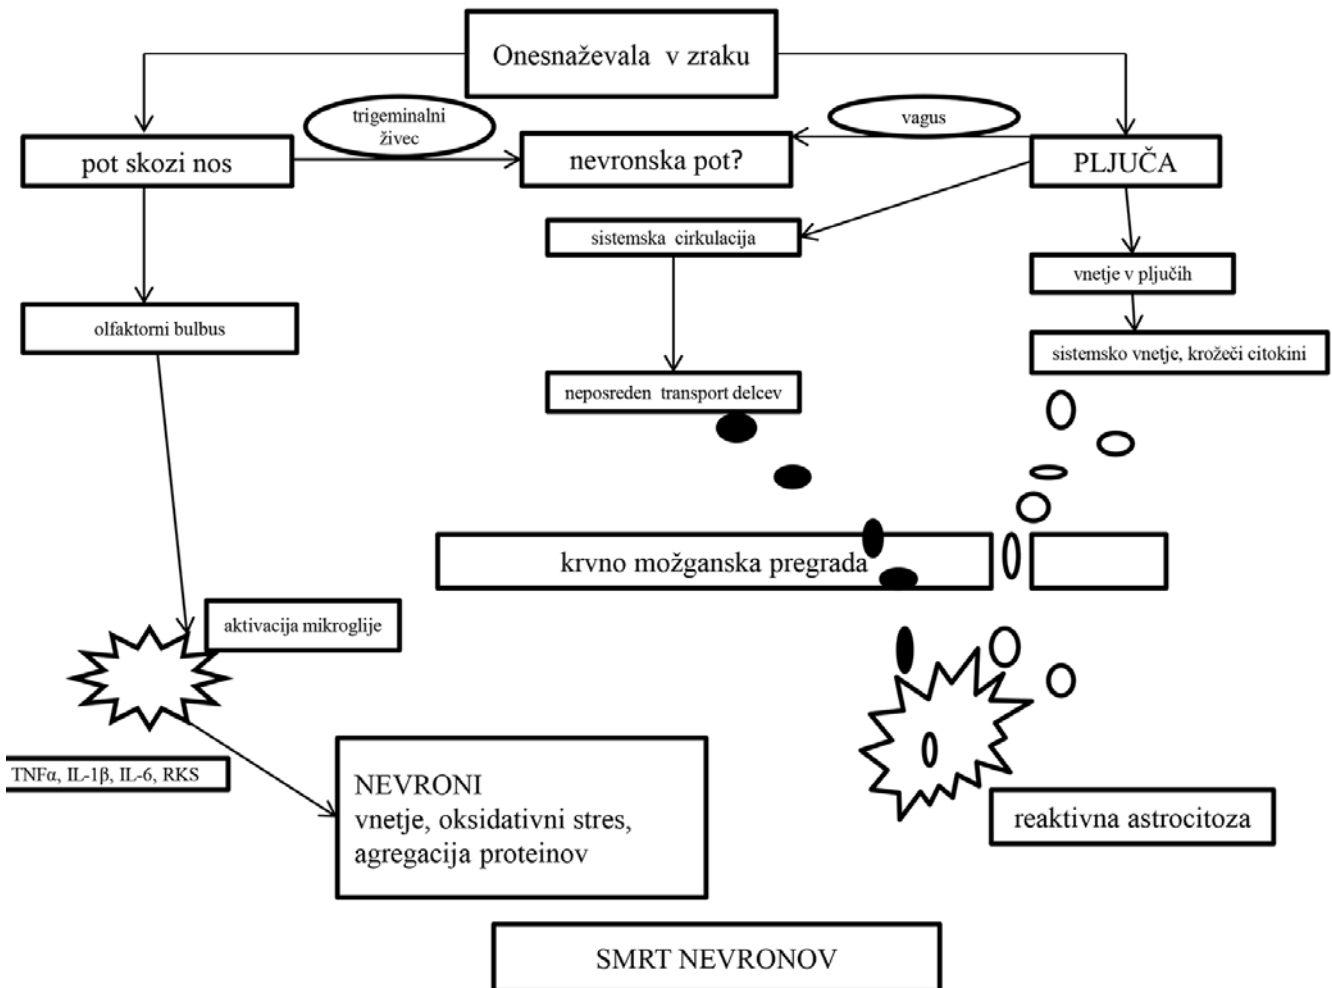 Onesnaževala v zraku
trigeminalni
živec
vagus
pot skozi nos
nevronska pot?
PLJUČA
sistemska cirkulacija
vnetje v pljučih
olfaktorni bulbus
sistemsko vnetje, krožeči citokini
neposreden transport delcev
krvno možganska pregrada
aktivacija mikroglije
TNFα, IL-1β, IL-6, RKS
NEVRONI
vnetje, oksidativni stres,
agregacija proteinov
reaktivna astrocitoza
SMRT NEVRONOV